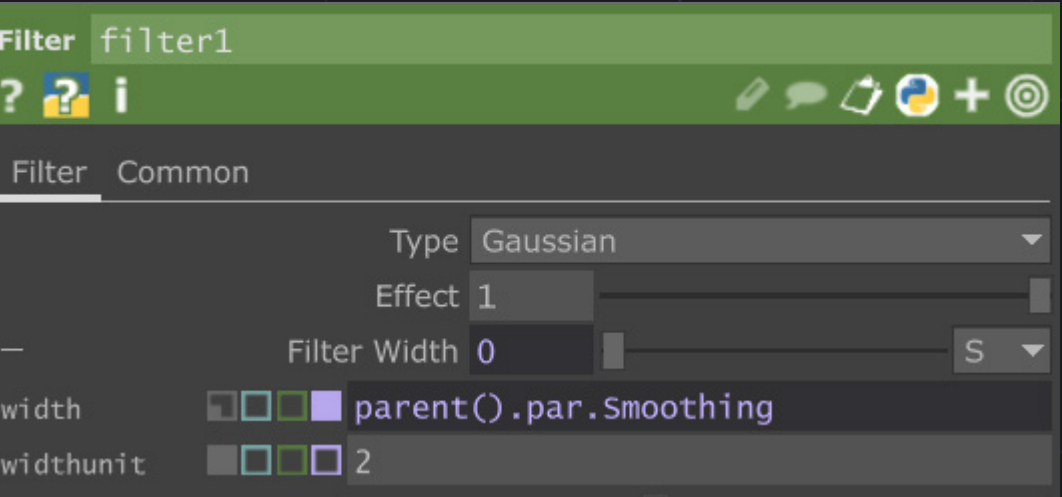 Filter filter1
? ? i
Filter Common
Type Gaussian
Effect 1
Filter Width 0 S
width parent().par.Smoothing
widthunit 2